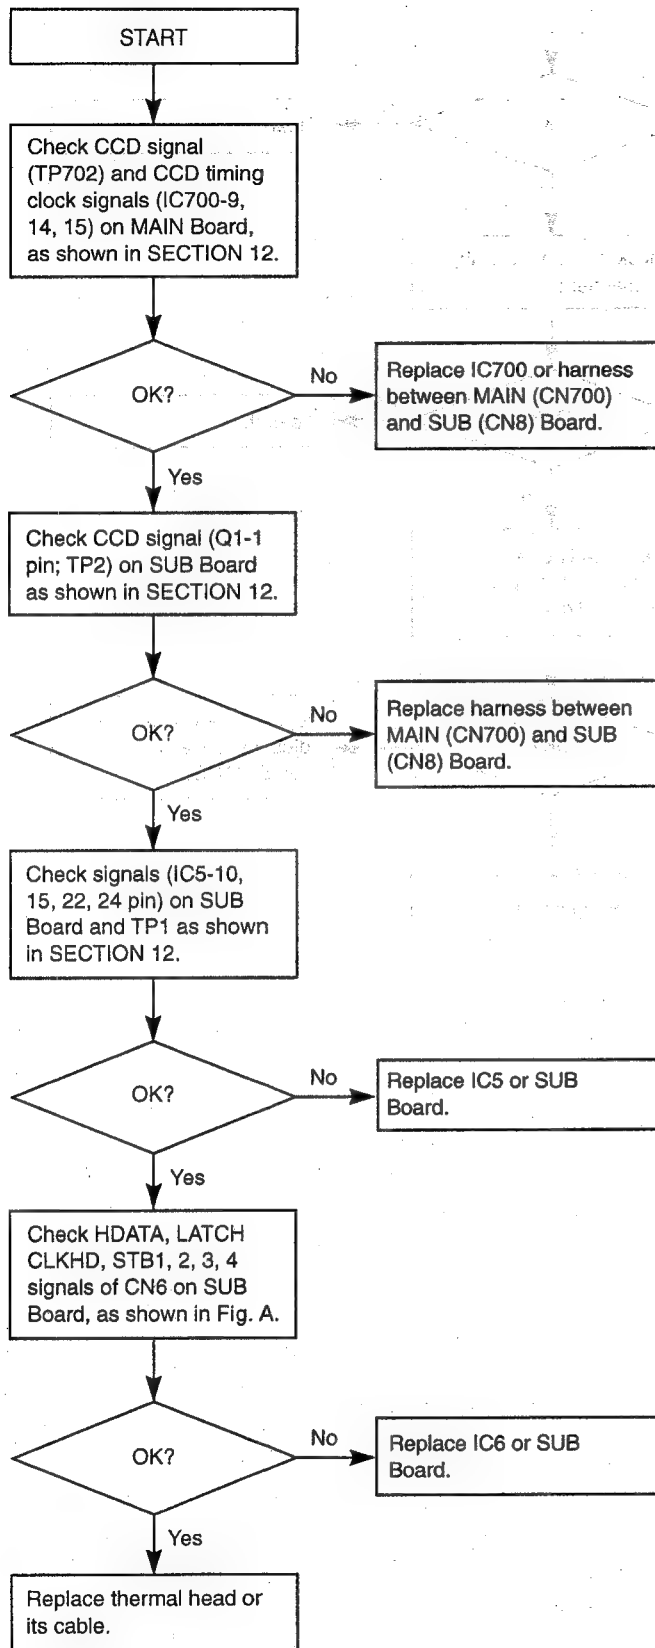 START
Check CCD signal
(TP702) and CCD timing
clock signals (IC700-9,
14, 15) on MAIN Board,
as shown in SECTION 12.
OK?
No
Replace IC700 or harness
between MAIN (CN700)
and SUB (CN8) Board.
Yes
Check CCD signal (Q1-1
pin; TP2) on SUB Board
as shown in SECTION 12.
OK?
No
Replace harness between
MAIN (CN700) and SUB
(CN8) Board.
Yes
Check signals (IC5-10,
15, 22, 24 pin) on SUB
Board and TP1 as shown
in SECTION 12.
OK?
No
Replace IC5 or SUB
Board.
Yes
Check HDATA, LATCH
CLKHD, STB1, 2, 3, 4
signals of CN6 on SUB
Board, as shown in Fig. A.
OK?
No
Replace IC6 or SUB
Board.
Yes
Replace thermal head or
its cable.